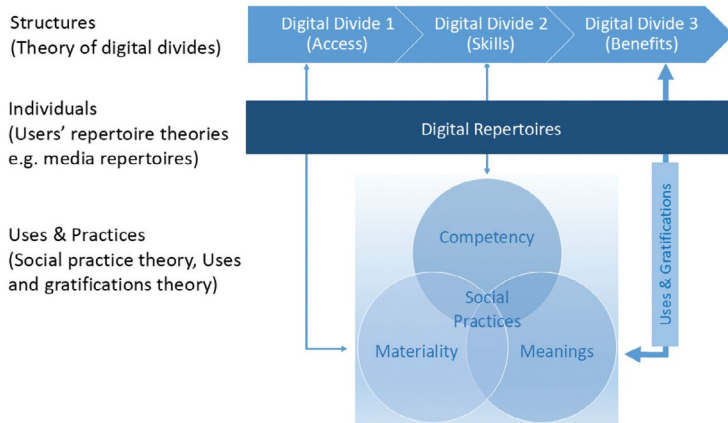 Structures
(Theory of digital divides)
Digital Divide 1
(Access)
Digital Divide 2
(Skills)
Digital Divide 3
(Benefits)
Individuals
(Users' repertoire theories
e.g. media repertoires)
Digital Repertoires
Uses & Practices
(Social practice theory, Uses
and gratifications theory)
Competency
Social
Practices
Materiality
Meanings
Uses & Gratifications